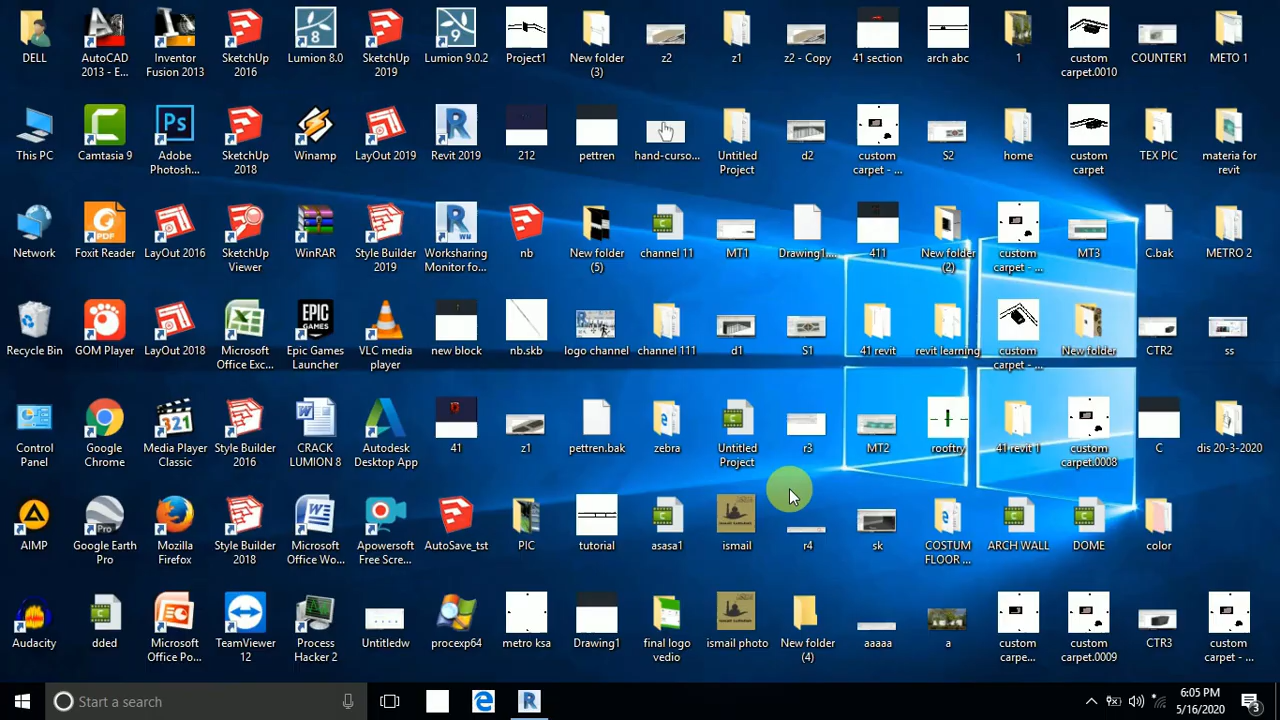 DELL
AutoCAD
2013 - E...
Inventor
Fusion 2013
SketchUp
2016
Lumion 8.0
SketchUp
2019
Lumion 9.0.2
Project1
New folder
(3)
z2
z1
z2 - Copy
41 section
arch abc
1
custom
carpet.0010
COUNTER1
METO 1
This PC
Camtasia 9
Adobe
Photosh...
SketchUp
2018
Winamp
LayOut 2019
Revit 2019
212
pettren
hand-curso...
Untitled
Project
d2
custom
carpet - ...
S2
home
custom
carpet
TEX PIC
materia for
revit
Network
Foxit Reader
LayOut 2016
SketchUp
Viewer
WinRAR
Style Builder
2019
Worksharing
Monitor fo...
nb
New folder
(5)
channel 11
MT1
Drawing1....
411
New folder
(2)
custom
carpet - ...
MT3
C.bak
METRO 2
Recycle Bin
GOM Player
LayOut 2018
Microsoft
Office Exc...
Epic Games
Launcher
VLC media
player
new block
nb.skb
logo channel
channel 111
d1
S1
41 revit
revit learning
custom
carpet - ...
New folder
CTR2
ss
Control
Panel
Google
Chrome
Media Player
Classic
Style Builder
2016
CRACK
LUMION 8
Autodesk
Desktop App
41
z1
pettren.bak
zebra
Untitled
Project
r3
MT2
rooftry
41 revit 1
custom
carpet.0008
C
dis 20-3-2020
AIMP
Google Earth
Pro
Mozilla
Firefox
Style Builder
2018
Microsoft
Office Wo...
Apowersoft
Free Scre...
AutoSave_tst
PIC
tutorial
asasa1
ismail
r4
sk
COSTUM
FLOOR ...
ARCH WALL
DOME
color
Audacity
dded
Microsoft
Office Po...
TeamViewer
12
Process
Hacker 2
Untitledw
procexp64
metro ksa
Drawing1
final logo
vedio
ismail photo
New folder
(4)
aaaaa
a
custom
carpe...
custom
carpet.0009
CTR3
custom
carpet - ...
Start a search
6:05 PM
5/16/2020
3